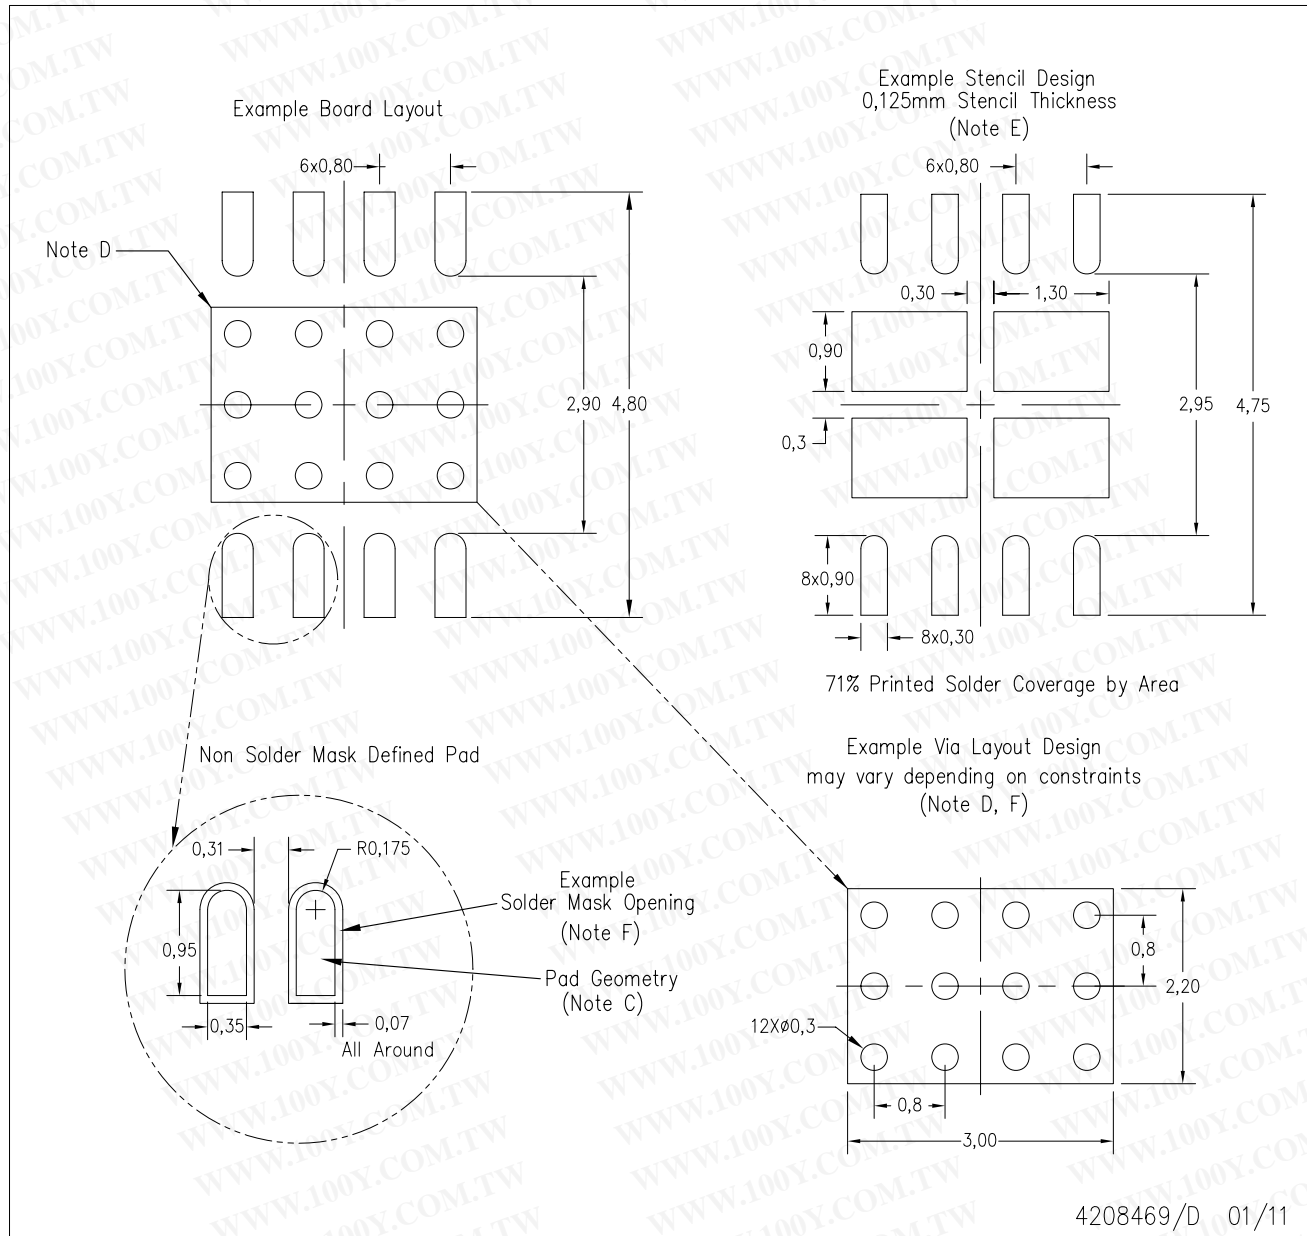 Example Board Layout
6x0,80
Note D
2,90
4,80
Example Stencil Design
0,125mm Stencil Thickness
(Note E)
6x0,80
0,30
1,30
0,90
0,3
2,95
4,75
8x0,90
8x0,30
71% Printed Solder Coverage by Area
Non Solder Mask Defined Pad
0,31
R0,175
0,95
0,35
0,07
All Around
Example
Solder Mask Opening
(Note F)
Pad Geometry
(Note C)
Example Via Layout Design
may vary depending on constraints
(Note D, F)
0,8
2,20
12Xø0,3
0,8
3,00
4208469/D 01/11
WWW.100Y.COM.TW